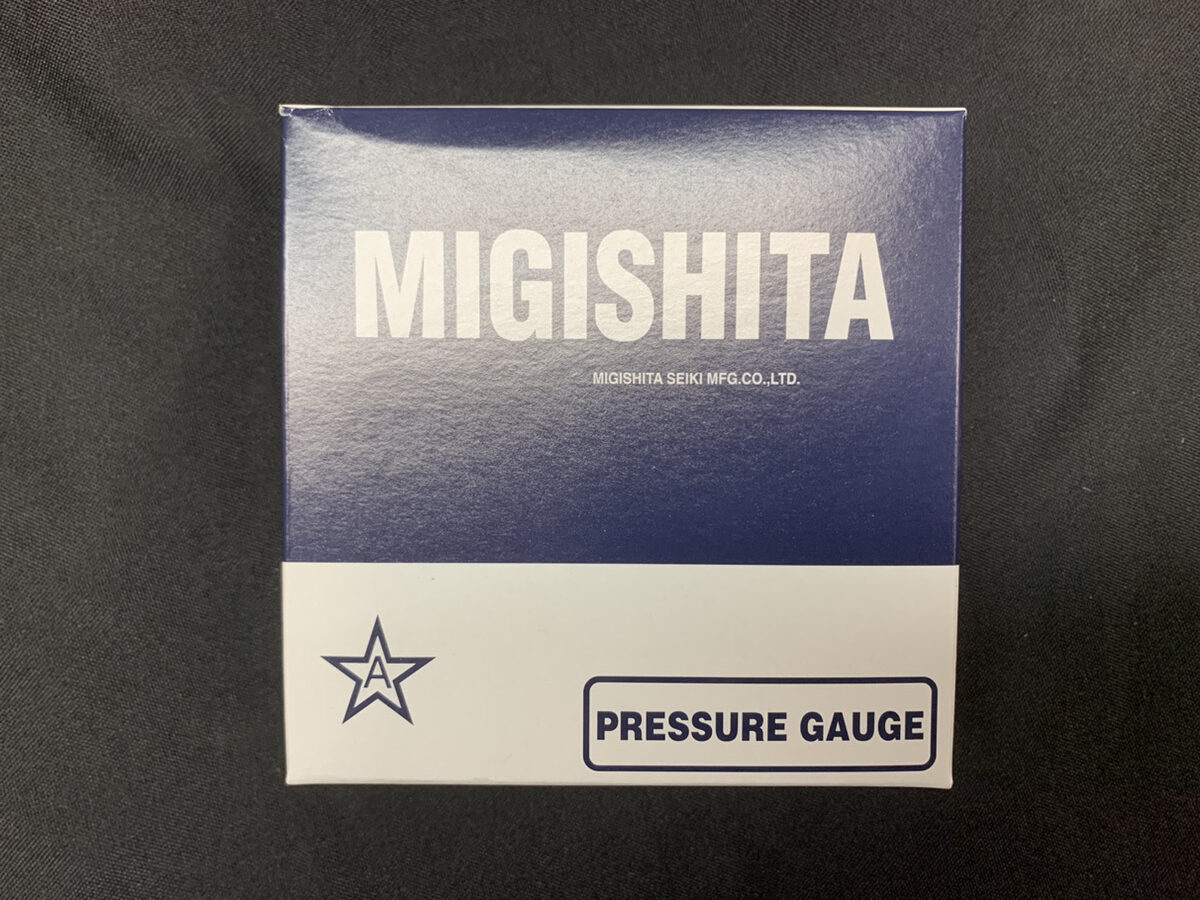 MIGISHITA
MIGISHITA SEIKI MFG.CO.,LTD.
A
PRESSURE GAUGE